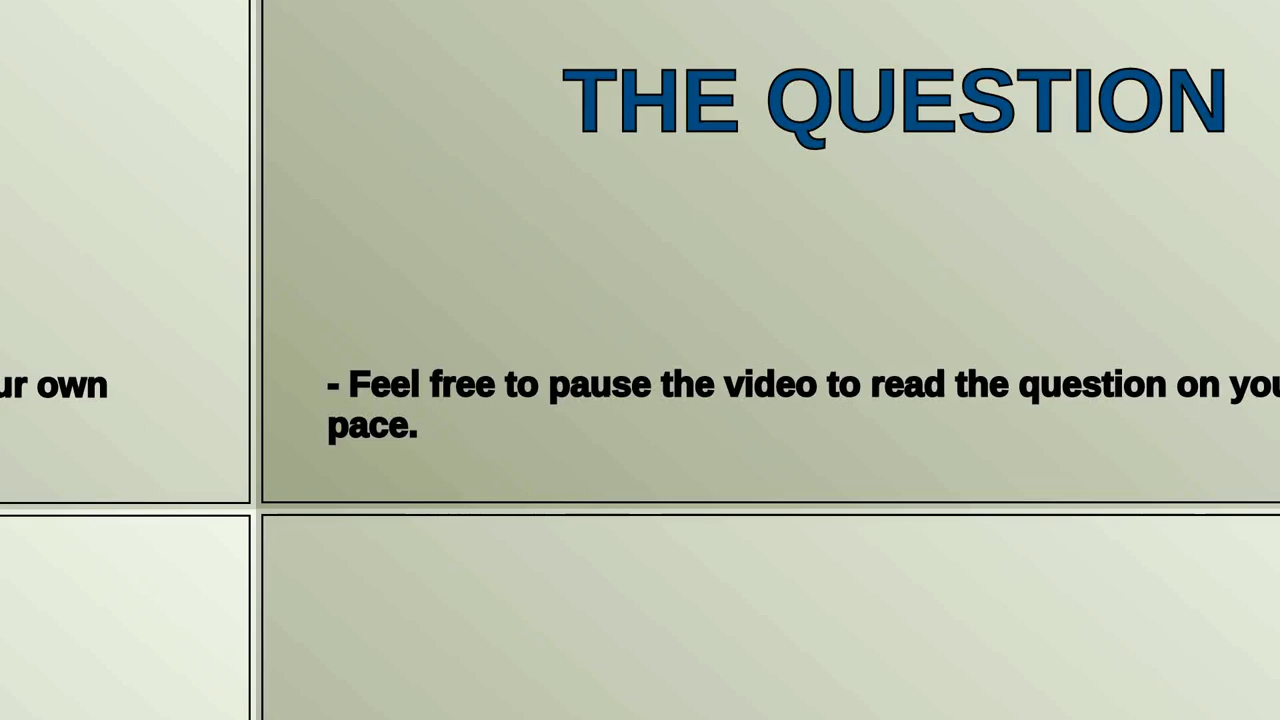 THE QUESTION
ur own
- Feel free to pause the video to read the question on you
pace.